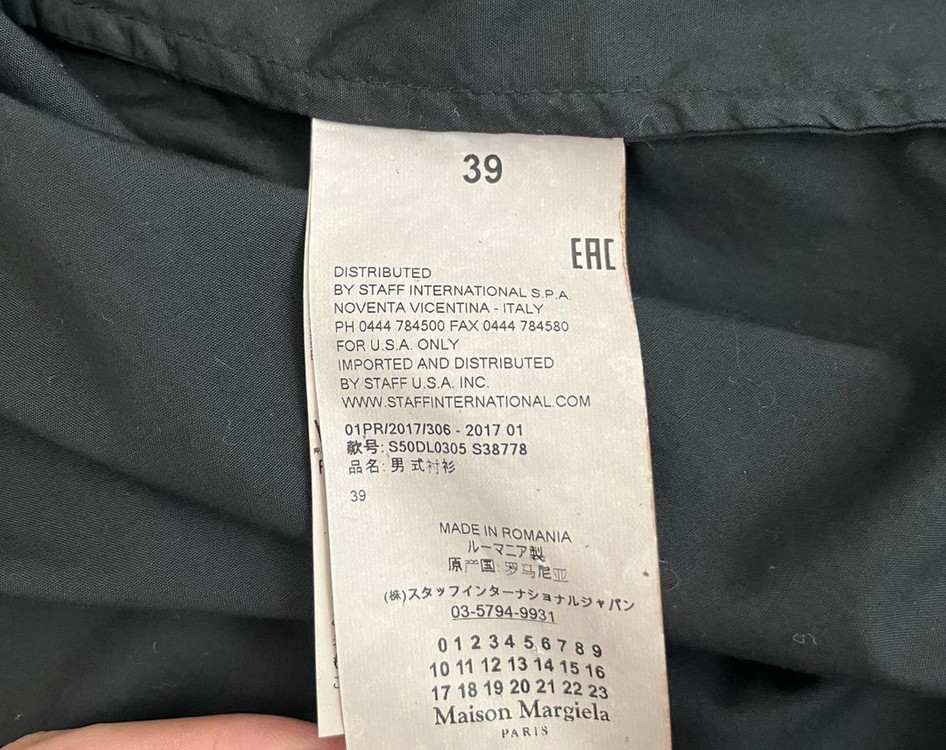 39
EAC
DISTRIBUTED
BY STAFF INTERNATIONAL S.P.A.
NOVENTA VICENTINA - ITALY
PH 0444 784500 FAX 0444 784580
FOR U.S.A. ONLY
IMPORTED AND DISTRIBUTED
BY STAFF U.S.A. INC.
WWW.STAFFINTERNATIONAL.COM
01PR/2017/306 - 2017 01
款号: S50DL0305 S38778
品名: 男式衬衫
39
MADE IN ROMANIA
ルーマニア製
原产国: 罗马尼亚
(株)スタッフインターナショナルジャパン
03-5794-9931
0 1 2 3 4 5 6 7 8 9
10 11 12 13 14 15 16
17 18 19 20 21 22 23
Maison Margiela
PARIS